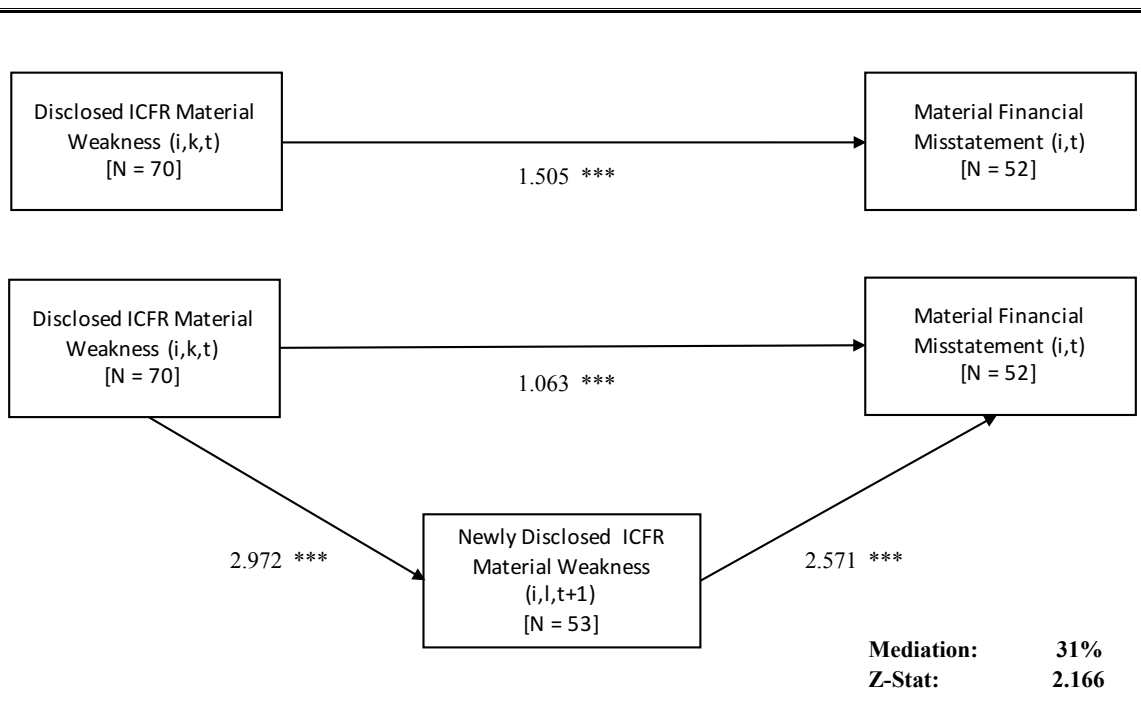 Disclosed ICFR Material
Weakness (i,k,t)
[N = 70]
1.505 ***
Material Financial
Misstatement (i,t)
[N = 52]
Disclosed ICFR Material
Weakness (i,k,t)
[N = 70]
1.063 ***
Material Financial
Misstatement (i,t)
[N = 52]
2.972 ***
Newly Disclosed ICFR
Material Weakness
(i,l,t+1)
[N = 53]
2.571 ***
Mediation: 31%
Z-Stat: 2.166